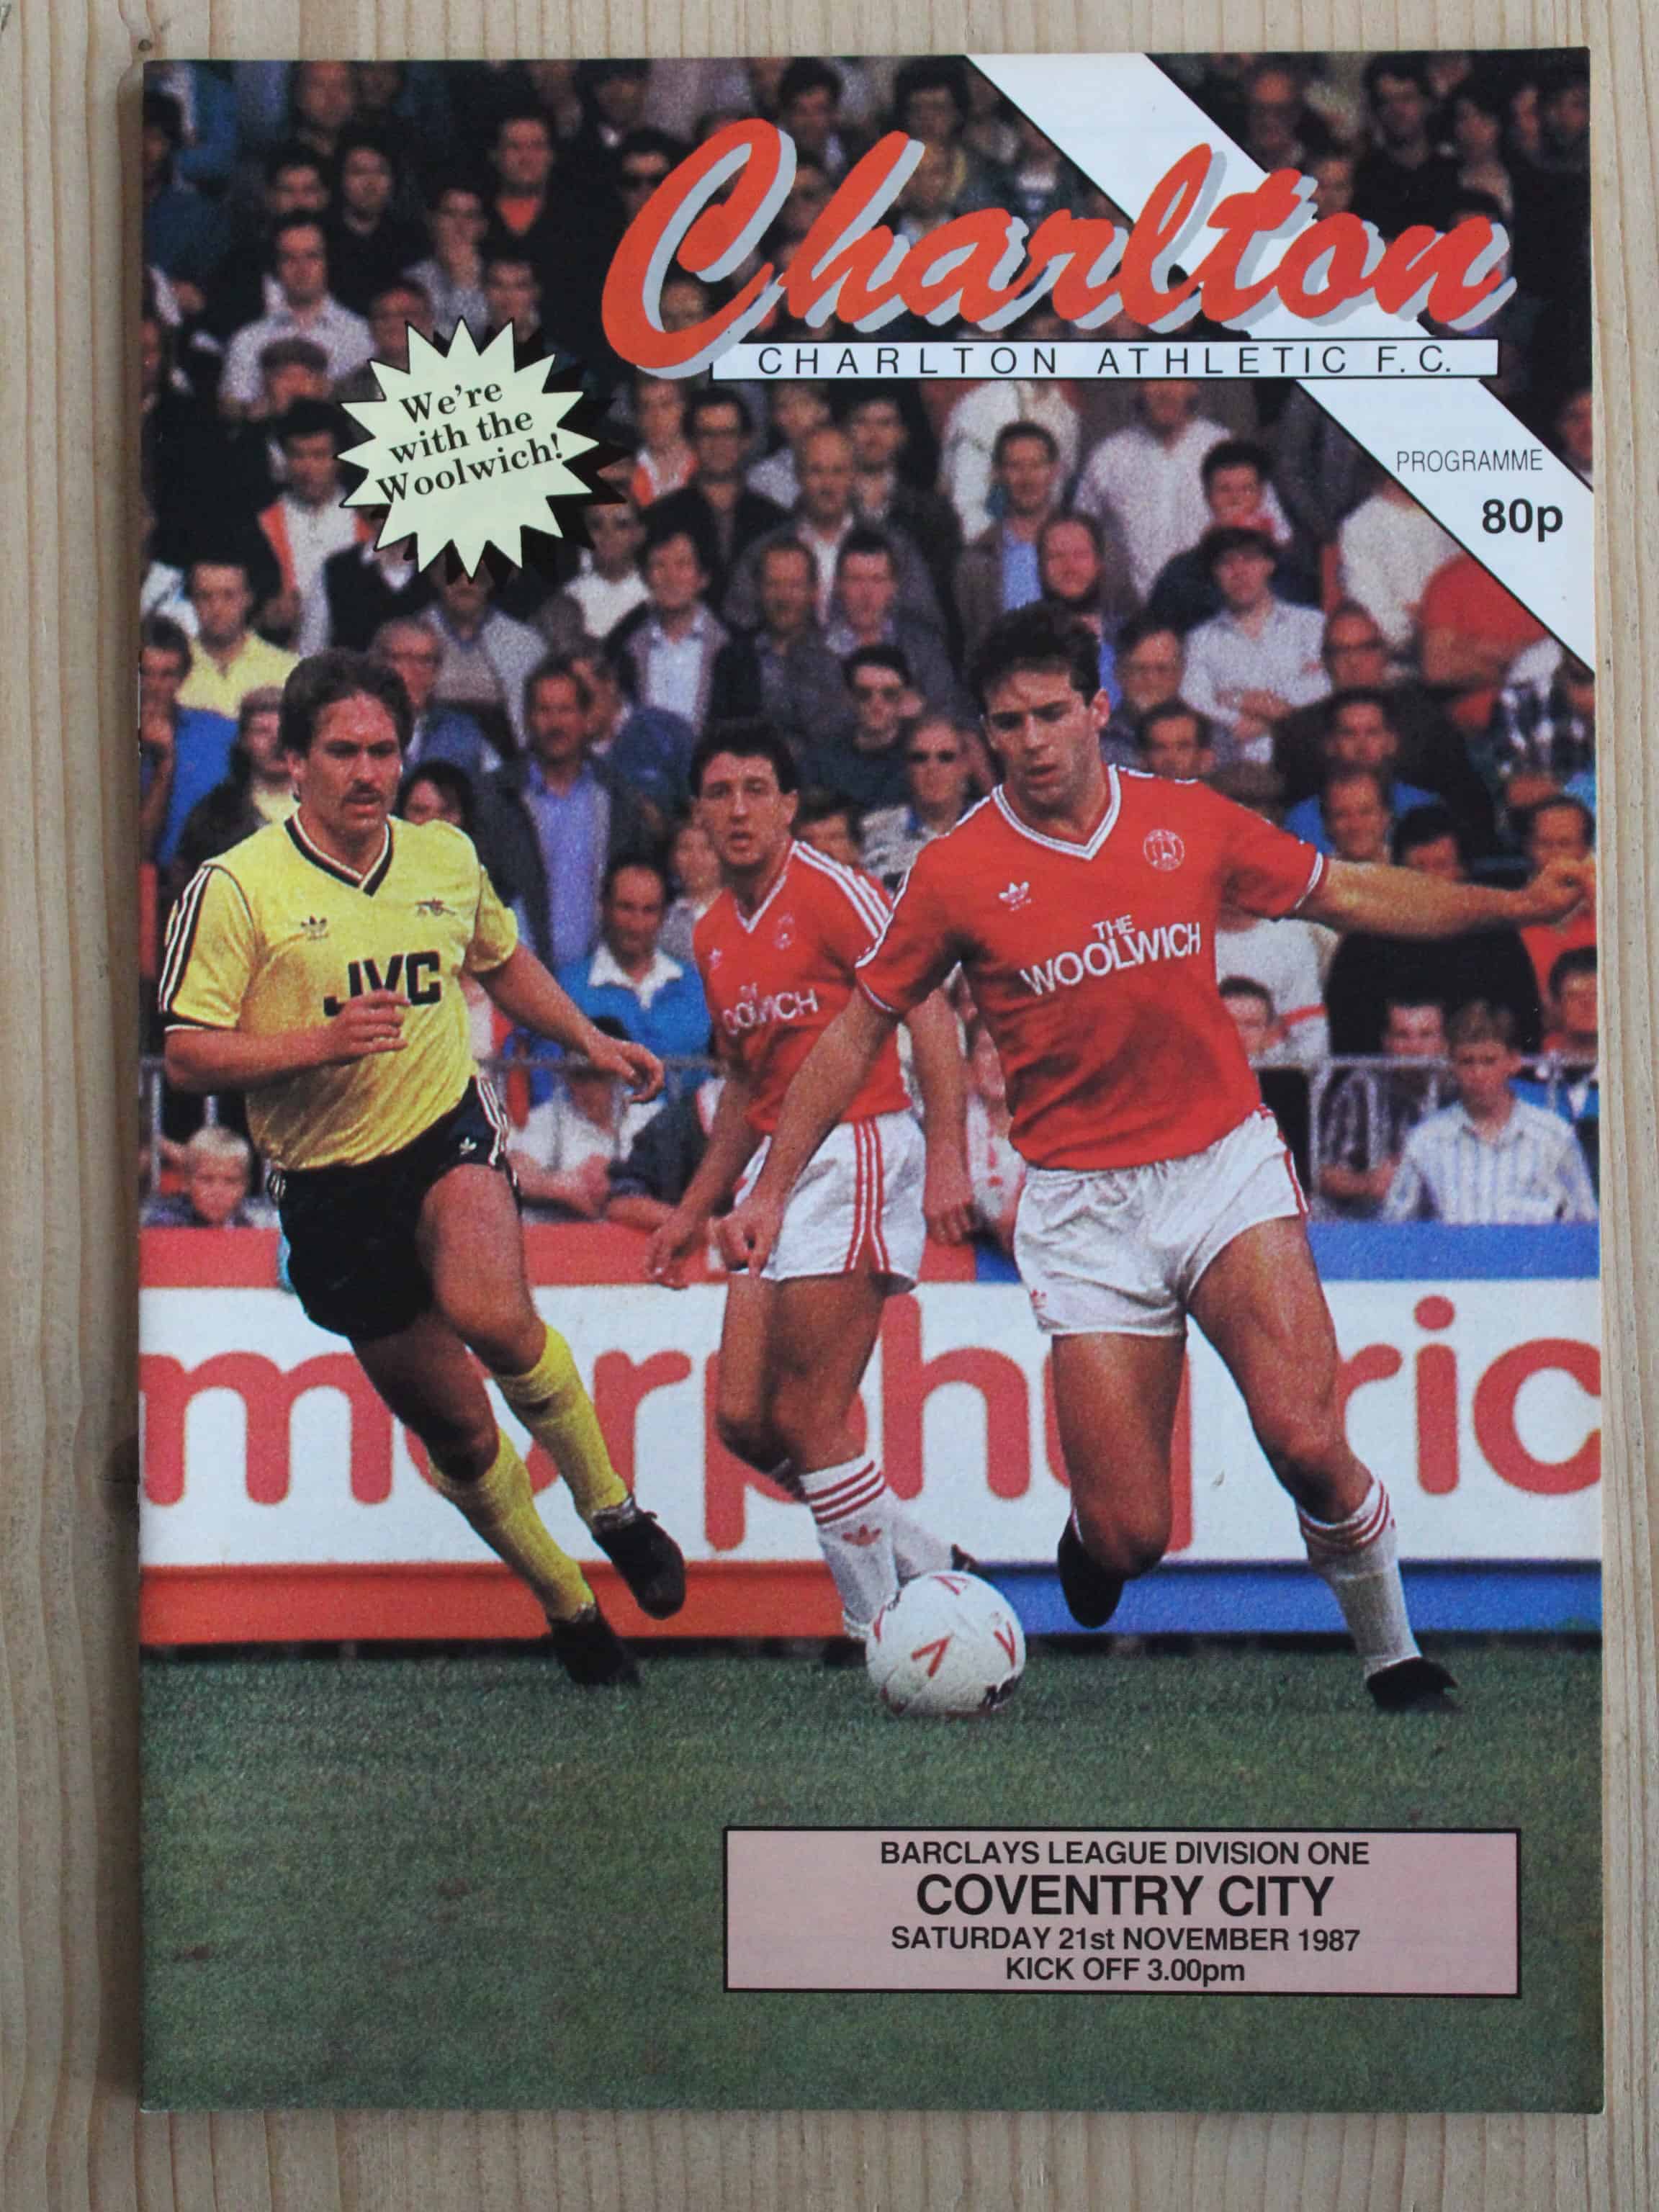 Charlton
CHARLTON ATHLETIC F.C.
We're
with the
Woolwich!
PROGRAMME
80p
JVC
THE
WOOLWICH
BARCLAYS LEAGUE DIVISION ONE
COVENTRY CITY
SATURDAY 21st NOVEMBER 1987
KICK OFF 3.00pm